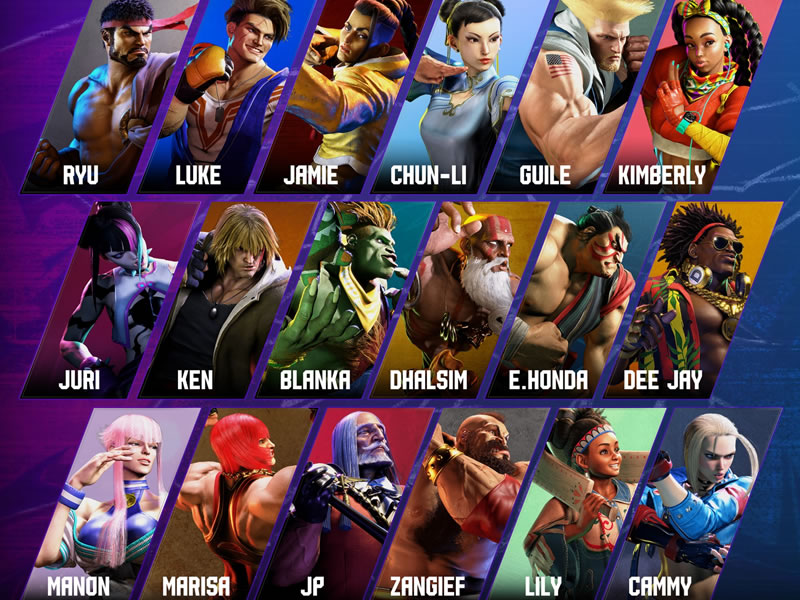 RYU LUKE JAMIE CHUN-LI GUILE KIMBERLY
JURI KEN BLANKA DHALSIM E.HONDA DEE JAY
MANON MARISA JP ZANGIEF LILY CAMMY